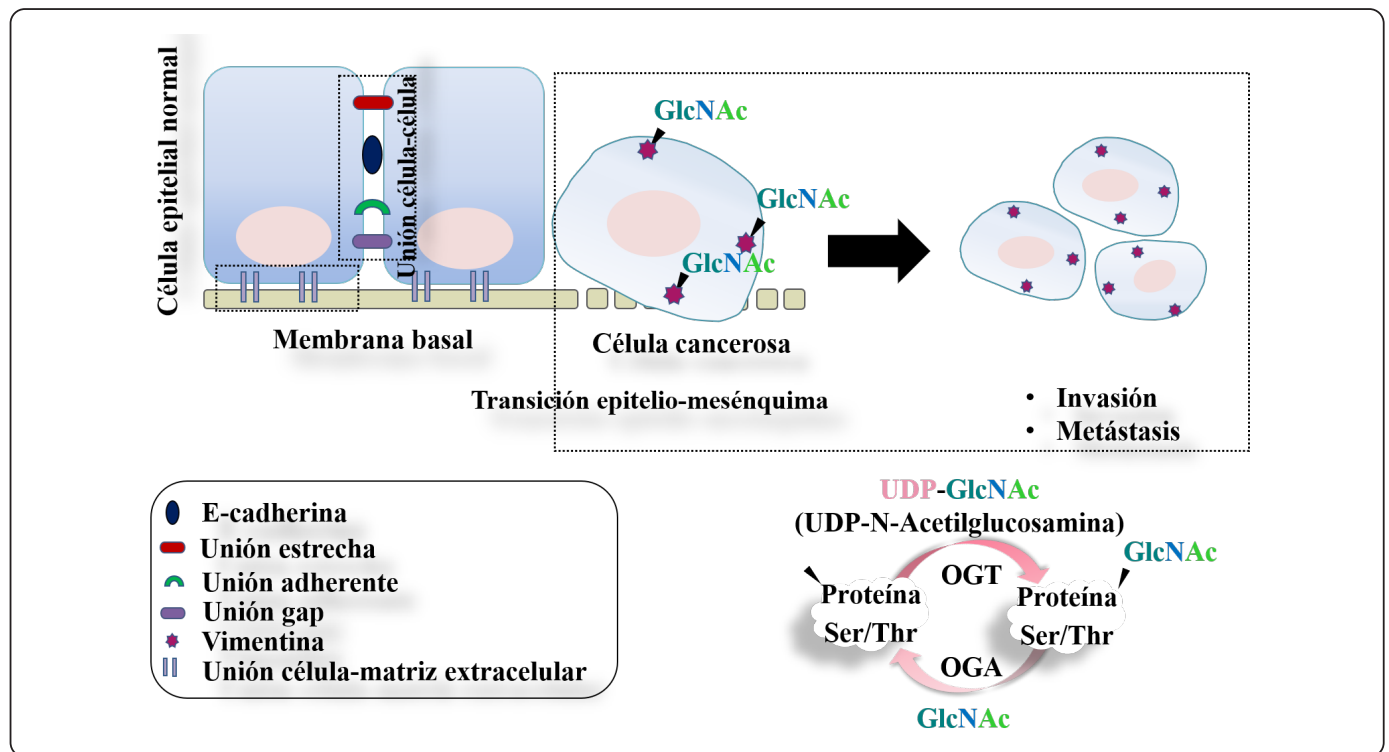 Célula epitelial normal
Unión célula-célula
GlcNAc
GlcNAc
GlcNAc
Membrana basal
Célula cancerosa
Transición epitelio-mesénquima
• Invasión
• Metástasis
E-cadherina
Unión estrecha
Unión adherente
Unión gap
Vimentina
Unión célula-matriz extracelular
UDP-GlcNAc
(UDP-N-Acetilglucosamina)
GlcNAc
OGT
Proteína
Ser/Thr
Proteína
Ser/Thr
OGA
GlcNAc